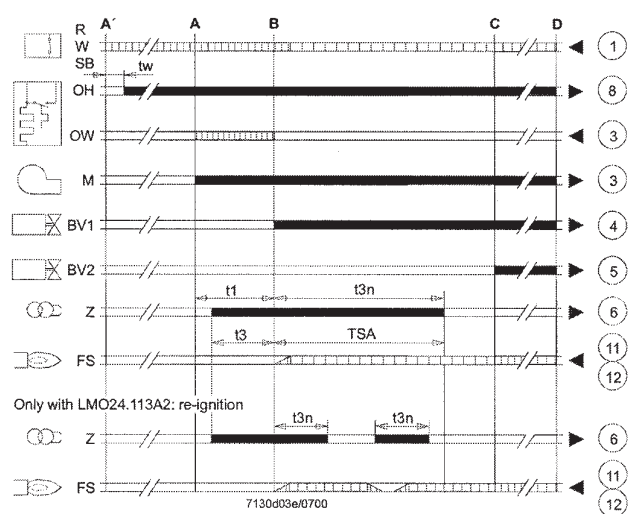 R A´ A B C D
W 1
SB tw
OH 8
OW 3
M 3
BV1 4
BV2 5
t1 t3n
Z 6
t3 TSA
FS 11
12
Only with LMO24.113A2: re-ignition
t3n t3n
Z 6
FS 11
7130d03e/0700 12